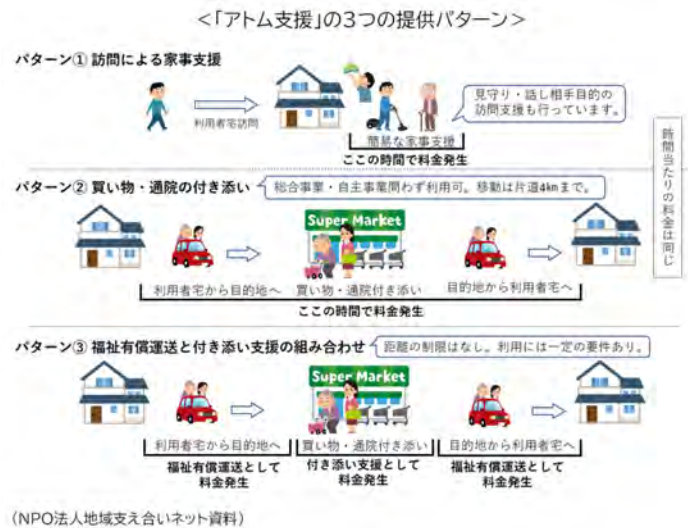 <「アトム支援」の3つの提供パターン>
パターン① 訪問による家事支援
利用者宅訪問
見守り・話し相手目的の
訪問支援も行っています。
簡易な家事支援
ここの時間で料金発生
時間当たりの料金は同じ
パターン② 買い物・通院の付き添い
総合事業・自主事業問わず利用可。移動は片道4kmまで。
Super Market
利用者宅から目的地へ
買い物・通院付き添い
目的地から利用者宅へ
ここの時間で料金発生
パターン③ 福祉有償運送と付き添い支援の組み合わせ
距離の制限はなし。利用には一定の要件あり。
Super Market
利用者宅から目的地へ
買い物・通院付き添い
目的地から利用者宅へ
福祉有償運送として
料金発生
付き添い支援として
料金発生
福祉有償運送として
料金発生
(NPO法人地域支え合いネット資料)